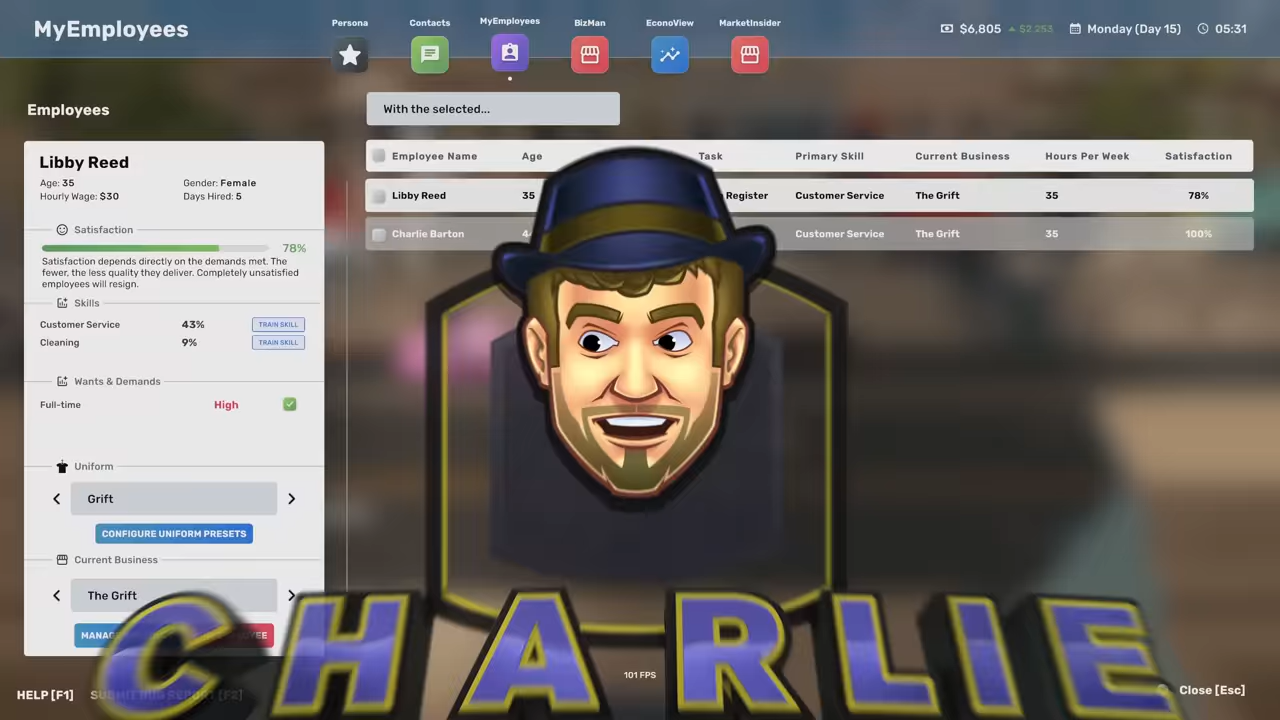 MyEmployees
Persona
Contacts
MyEmployees
BizMan
EconoView
MarketInsider
$6,805
$2.253
Monday (Day 15)
05:31
Employees
With the selected...
Libby Reed
Age: 35
Gender: Female
Hourly Wage: $30
Days Hired: 5
Satisfaction
78%
Satisfaction depends directly on the demands met. The
fewer, the less quality they deliver. Completely unsatisfied
employees will resign.
Skills
Customer Service 43% TRAIN SKILL
Cleaning 9% TRAIN SKILL
Wants & Demands
Full-time High
Uniform
Grift
CONFIGURE UNIFORM PRESETS
Current Business
The Grift
Employee Name Age Task Primary Skill Current Business Hours Per Week Satisfaction
Libby Reed 35 Register Customer Service The Grift 35 78%
Charlie Barton Customer Service The Grift 35 100%
CHARLIE
101 FPS
HELP [F1]
Close [Esc]